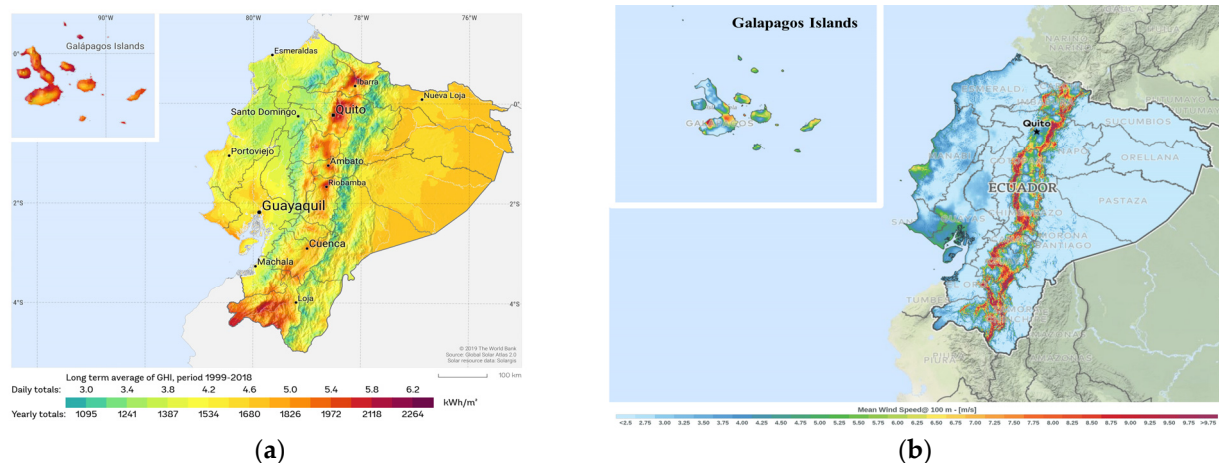 90°W
80°W
78°W
76°W
Galápagos Islands
0°
Esmeraldas
Ibarra
Nueva Loja
0°
Quito
Santo Domingo
Portoviejo
Ambato
Riobamba
2°S
Guayaquil
2°S
Cuenca
Machala
4°S
Loja
4°S
© 2019 The World Bank
Source: Global Solar Atlas 2.0
Solar resource data: Solargis
100 km
Long term average of GHI, period 1999-2018
Daily totals: 3.0 3.4 3.8 4.2 4.6 5.0 5.4 5.8 6.2
kWh/m²
Yearly totals: 1095 1241 1387 1534 1680 1826 1972 2118 2264
(a)
Galapagos Islands
Quito
SUCUMBIOS
ORELLANA
ECUADOR
PASTAZA
MORONA
SANTIAGO
PIURA
Mean Wind Speed@ 100 m - [m/s]
<2.5 2.75 3.00 3.25 3.50 3.75 4.00 4.25 4.50 4.75 5.00 5.25 5.50 5.75 6.00 6.25 6.50 6.75 7.00 7.25 7.50 7.75 8.00 8.25 8.50 8.75 9.00 9.25 9.50 >9.75
(b)